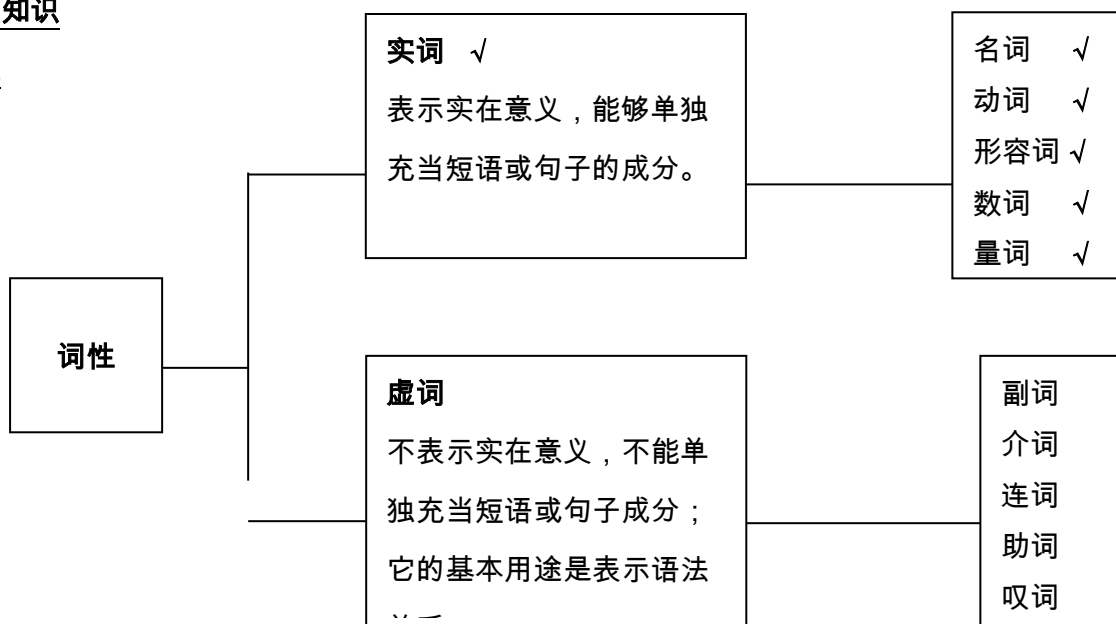 知识
实词 √
表示实在意义，能够单独
充当短语或句子的成分。
名词 √
动词 √
形容词 √
数词 √
量词 √
词性
虚词
不表示实在意义，不能单
独充当短语或句子成分；
它的基本用途是表示语法
副词
介词
连词
助词
叹词